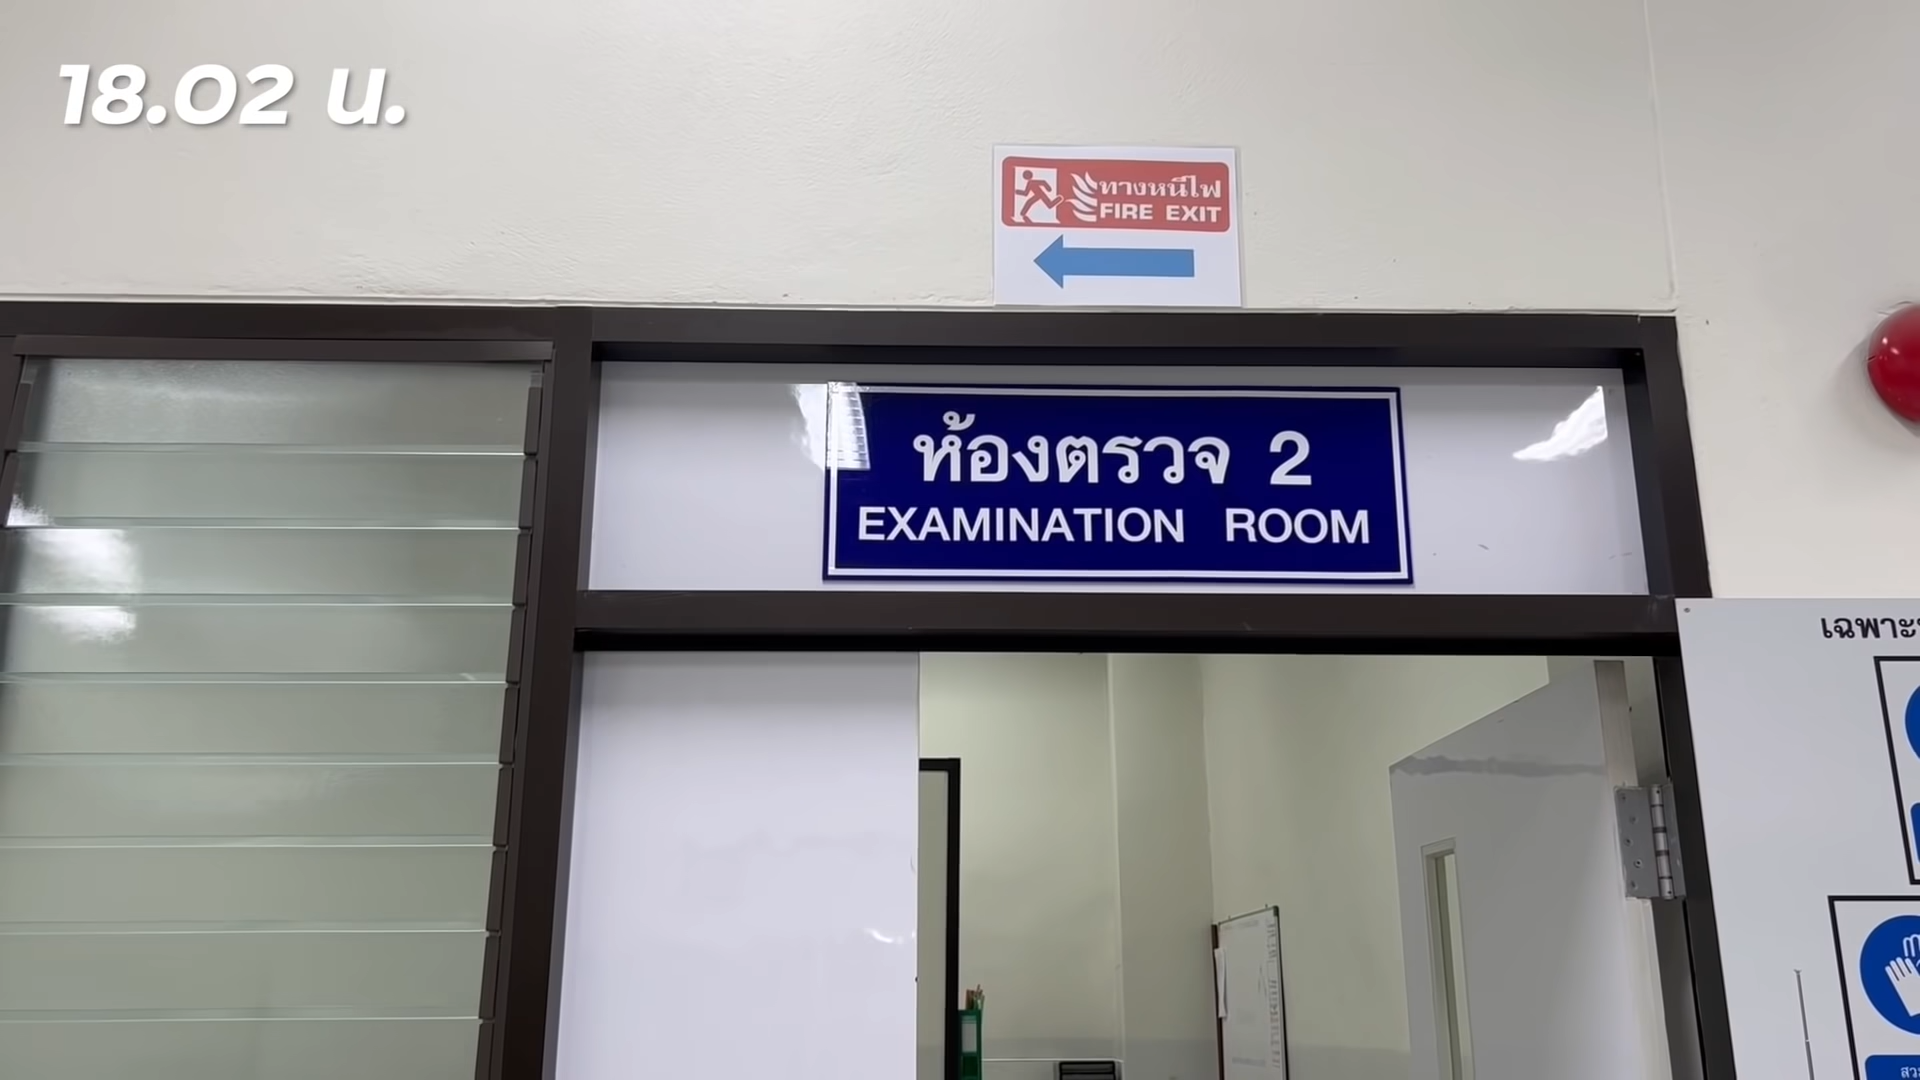 18.02 น.
ทางหนีไฟ
FIRE EXIT
ห้องตรวจ 2
EXAMINATION ROOM